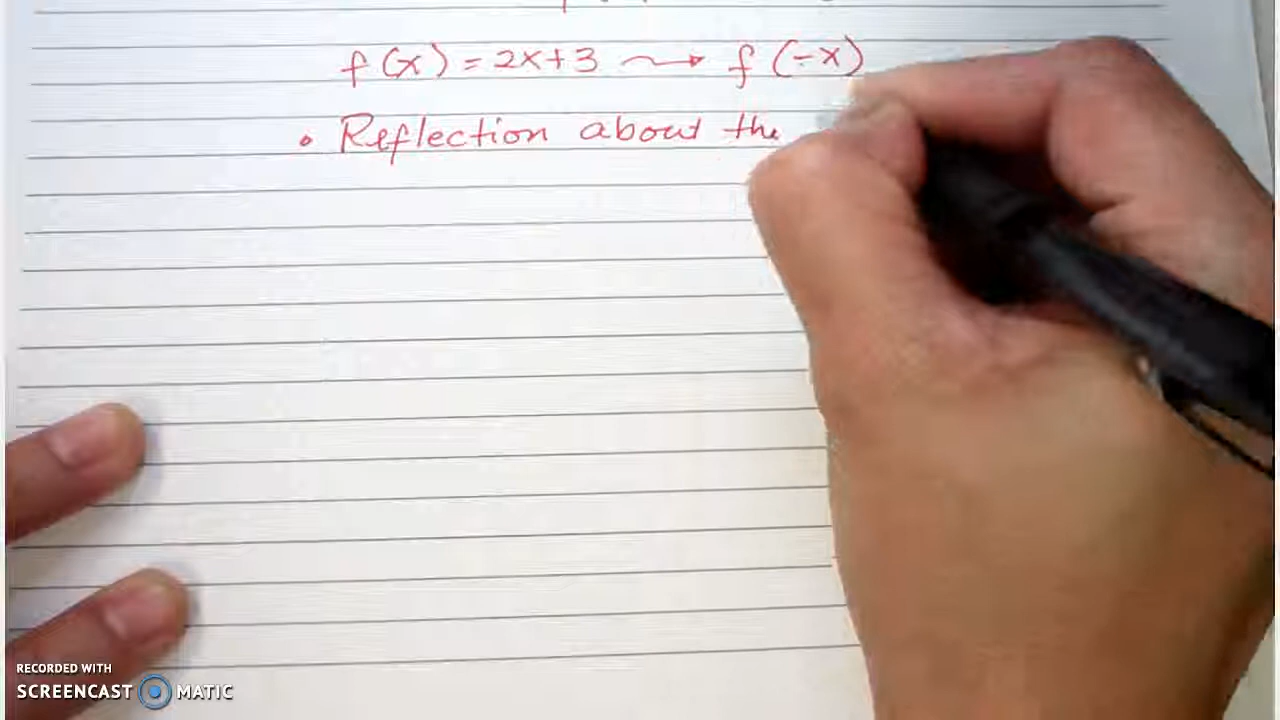 f(x) = 2x+3 ⇝ f(-x)
• Reflection about the
RECORDED WITH
SCREENCAST MATIC